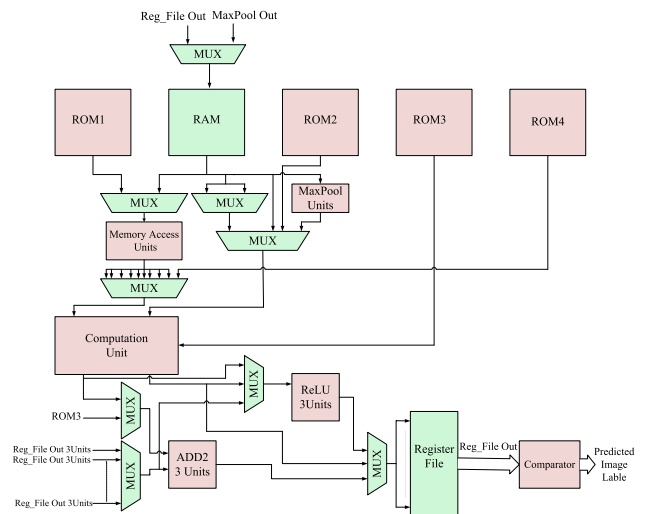 Reg_File Out MaxPool Out
MUX
ROM1
RAM
ROM2
ROM3
ROM4
MUX
MUX
MaxPool
Units
Memory Access
Units
MUX
MUX
Computation
Unit
MUX
ReLU
3Units
ROM3
MUX
Reg_File Out 3Units
Reg_File Out 3Units
Reg_File Out 3Units
MUX
ADD2
3 Units
MUX
Register
File
Reg_File Out
Comparator
Predicted
Image
Lable